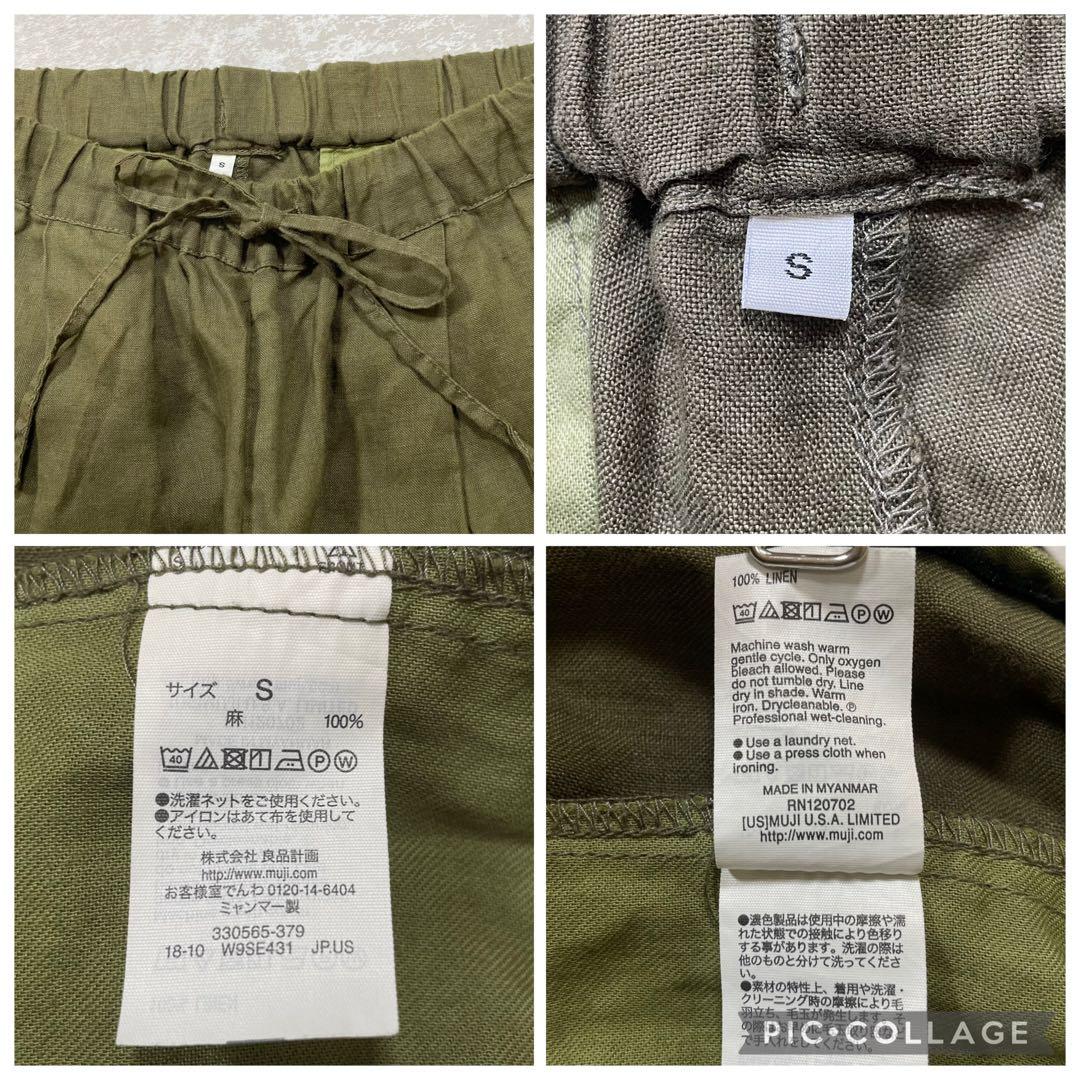 S
S
サイズ S
麻 100%
40 P W
●洗濯ネットをご使用ください。
●アイロンはあて布を使用して
ください。
株式会社 良品計画
http://www.muji.com
お客様室でんわ 0120-14-6404
ミャンマー製
330565-379
18-10 W9SE431 JP.US
100% LINEN
40 P W
Machine wash warm
gentle cycle. Only oxygen
bleach allowed. Please
do not tumble dry. Line
dry in shade. Warm
iron. Drycleanable. Ⓟ
Professional wet-cleaning.
● Use a laundry net.
● Use a press cloth when
ironing.
MADE IN MYANMAR
RN120702
[US]MUJI U.S.A. LIMITED
http://www.muji.com
●濃色製品は使用中の摩擦や濡
れた状態での接触により色移り
する事があります。洗濯の際は
他のものと分けて洗ってくださ
い。
●素材の特性上、着用や洗濯・
クリーニング時の摩擦により毛
羽立ち、毛玉が発生します。そ
PIC•COLLAGE